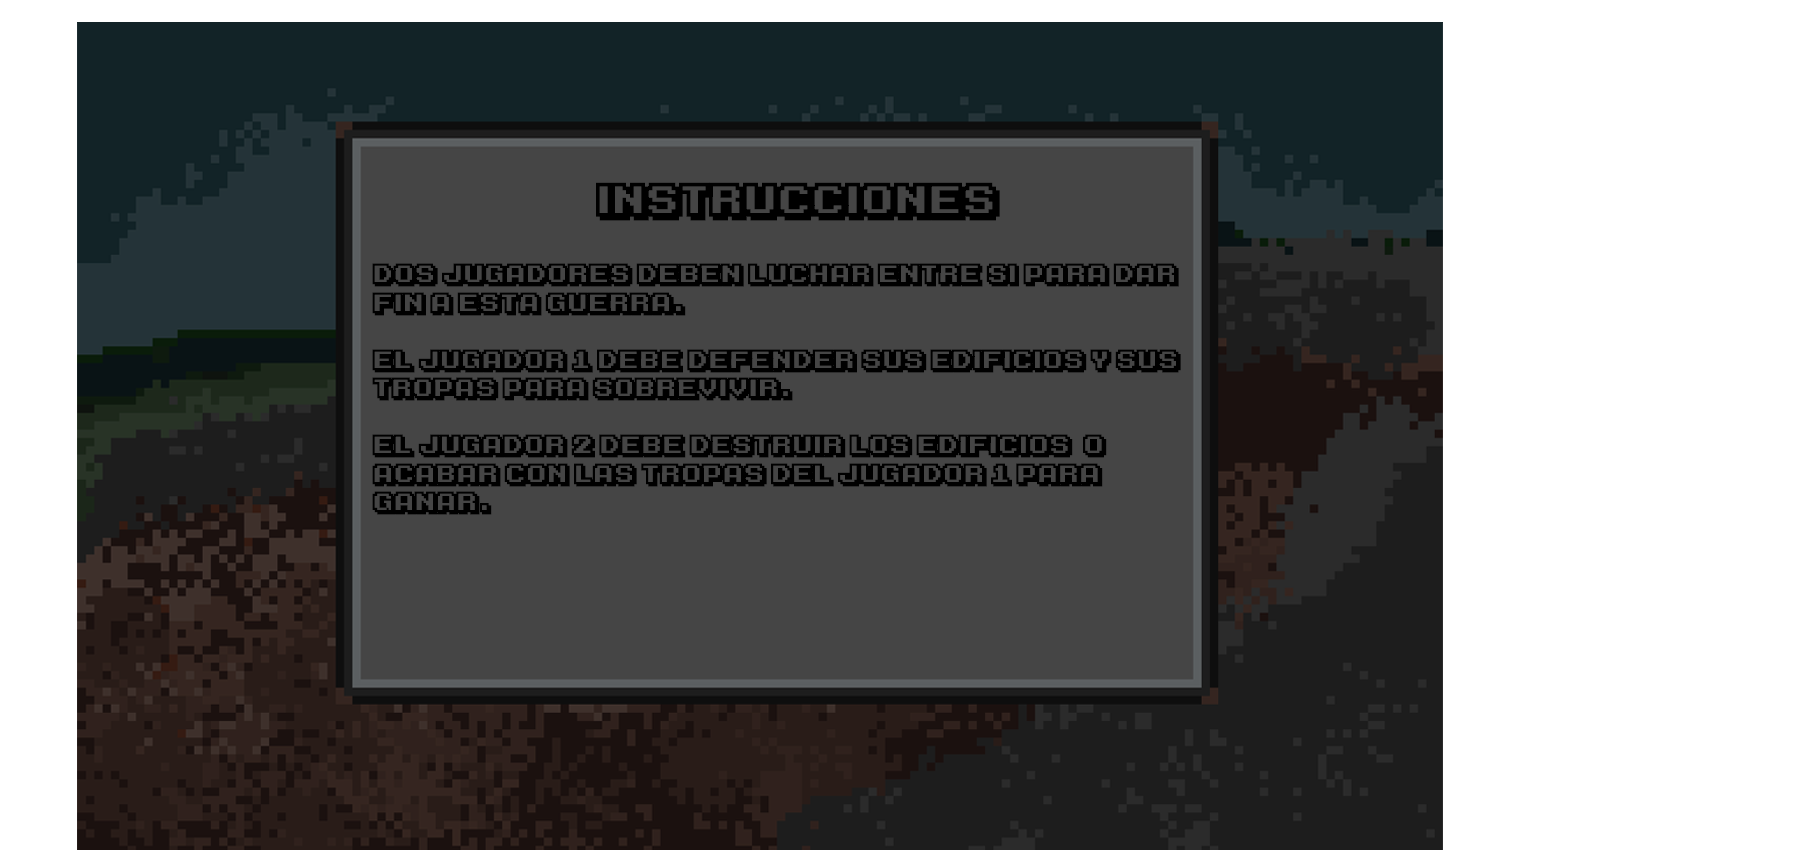 INSTRUCCIONES
DOS JUGADORES DEBEN LUCHAR ENTRE SI PARA DAR
FIN A ESTA GUERRA.
EL JUGADOR 1 DEBE DEFENDER SUS EDIFICIOS Y SUS
TROPAS PARA SOBREVIVIR.
EL JUGADOR 2 DEBE DESTRUIR LOS EDIFICIOS  O
ACABAR CON LAS TROPAS DEL JUGADOR 1 PARA
GANAR.